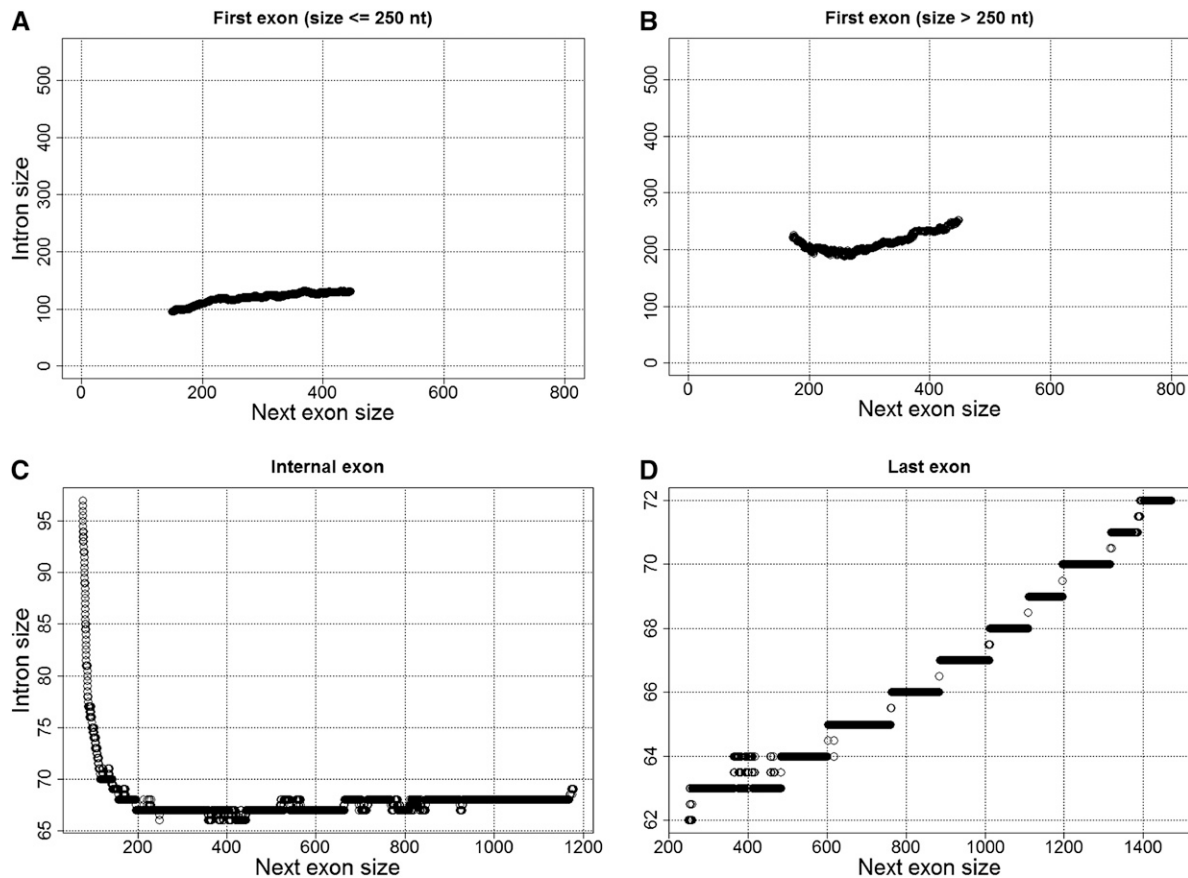 A
First exon (size <= 250 nt)
Intron size
500
400
300
200
100
0
0 200 400 600 800
Next exon size
B
First exon (size > 250 nt)
500
400
300
200
100
0
0 200 400 600 800
Next exon size
C
Internal exon
Intron size
95
90
85
80
75
70
65
200 400 600 800 1000 1200
Next exon size
D
Last exon
72
70
68
66
64
62
200 400 600 800 1000 1200 1400
Next exon size